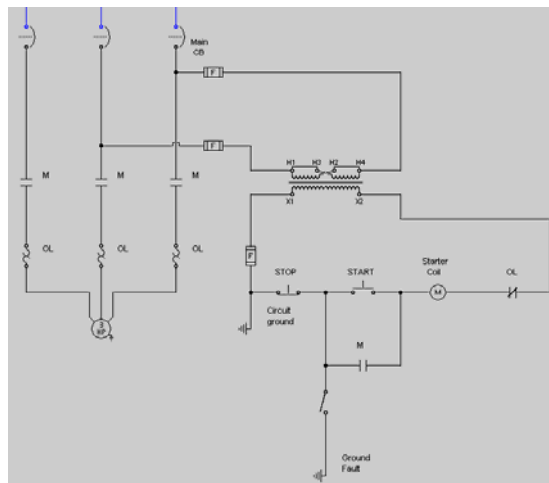 Main
CB
F
F
H1 H3 H2 H4
X1 X2
M M M
F
OL OL OL
STOP START Starter
Coil OL
M
Circuit
ground
3
HP
M
Ground
Fault